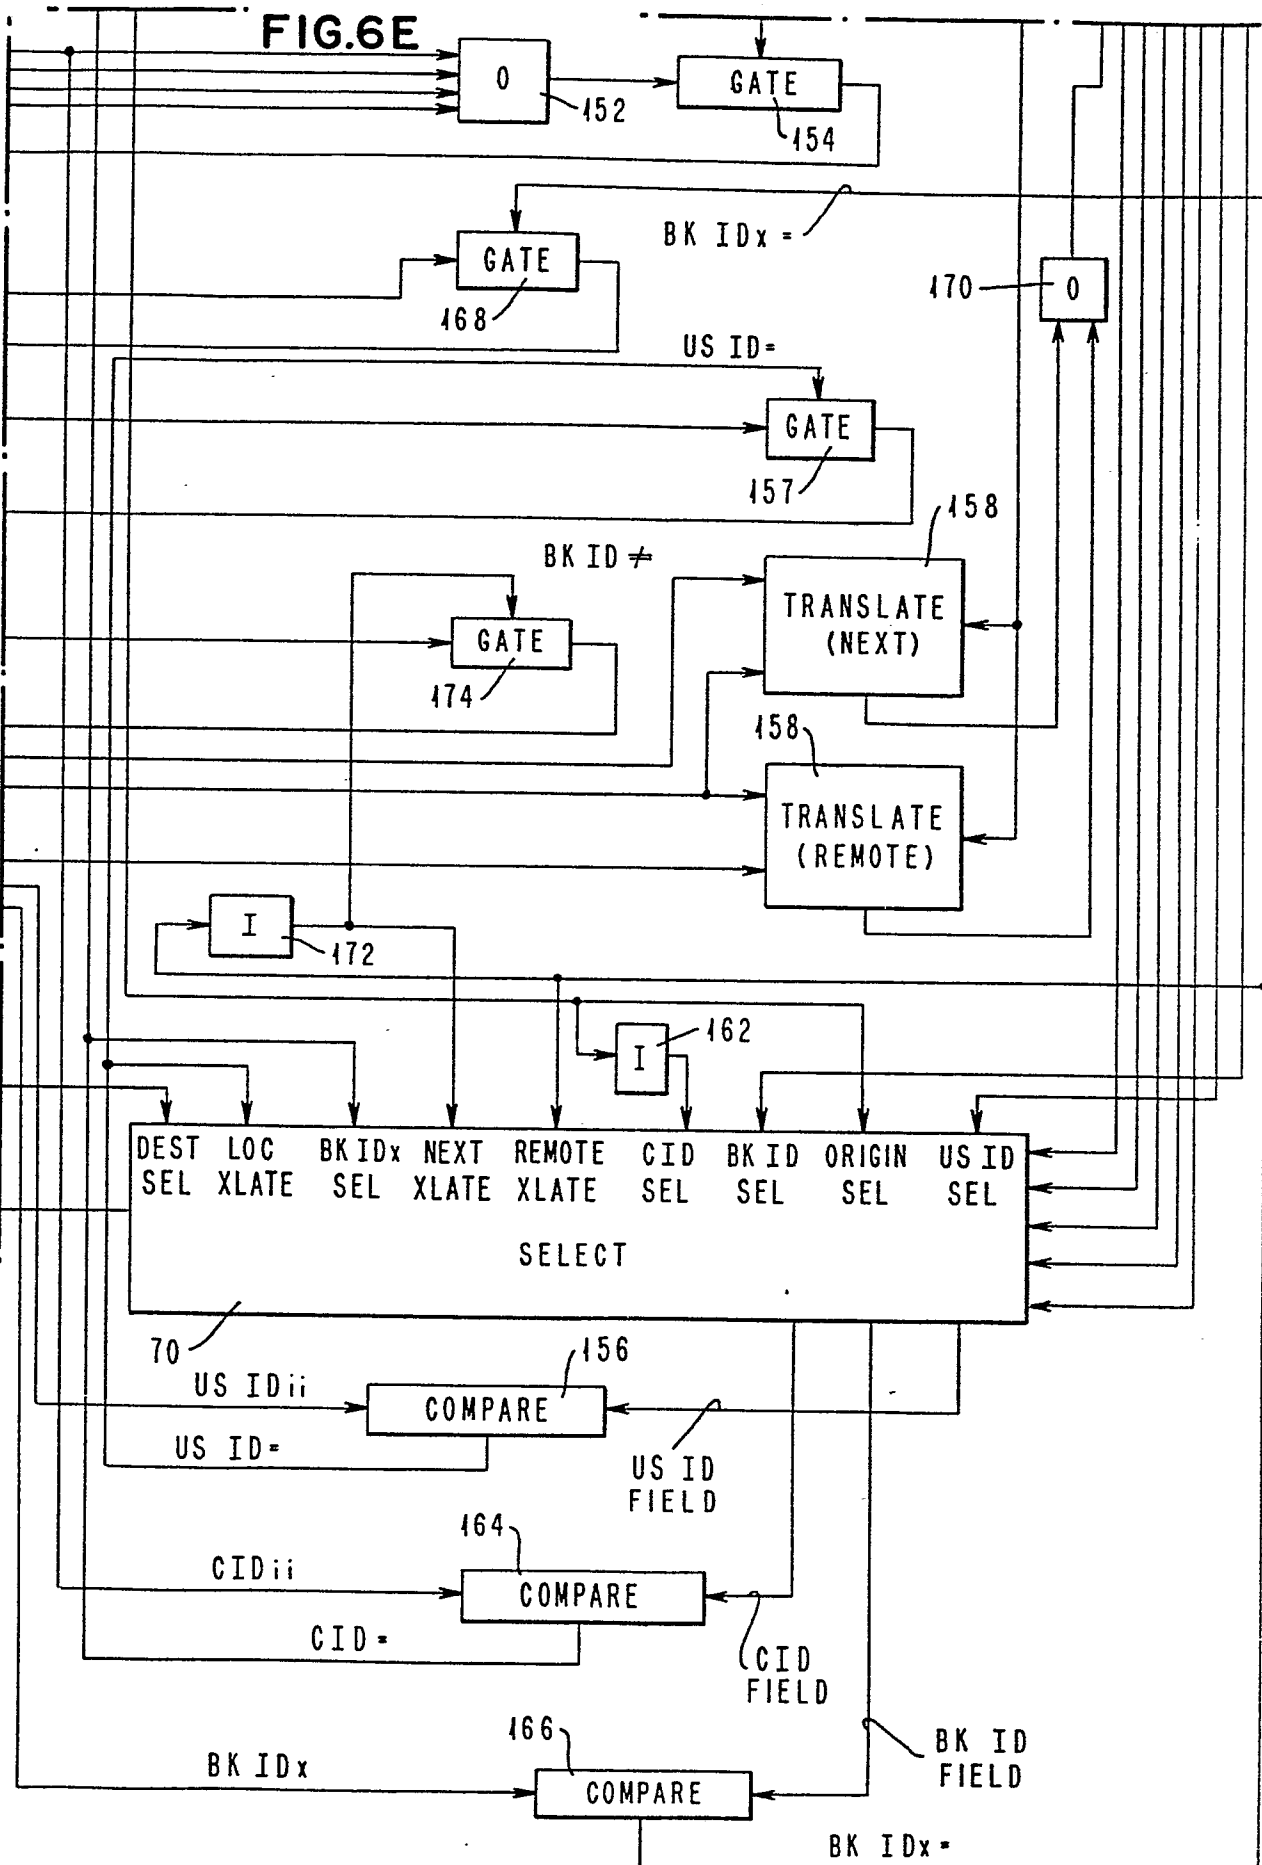 FIG.6E
0
152
GATE
154
BK IDx =
GATE
168
170
0
US ID=
GATE
157
BK ID ≠
158
TRANSLATE
(NEXT)
GATE
174
158
TRANSLATE
(REMOTE)
I
172
I
162
DEST
SEL
LOC
XLATE
BK IDx
SEL
NEXT
XLATE
REMOTE
XLATE
CID
SEL
BK ID
SEL
ORIGIN
SEL
US ID
SEL
SELECT
70
156
US IDii
COMPARE
US ID=
US ID
FIELD
164
CIDii
COMPARE
CID=
CID
FIELD
166
BK IDx
COMPARE
BK ID
FIELD
BK IDx =